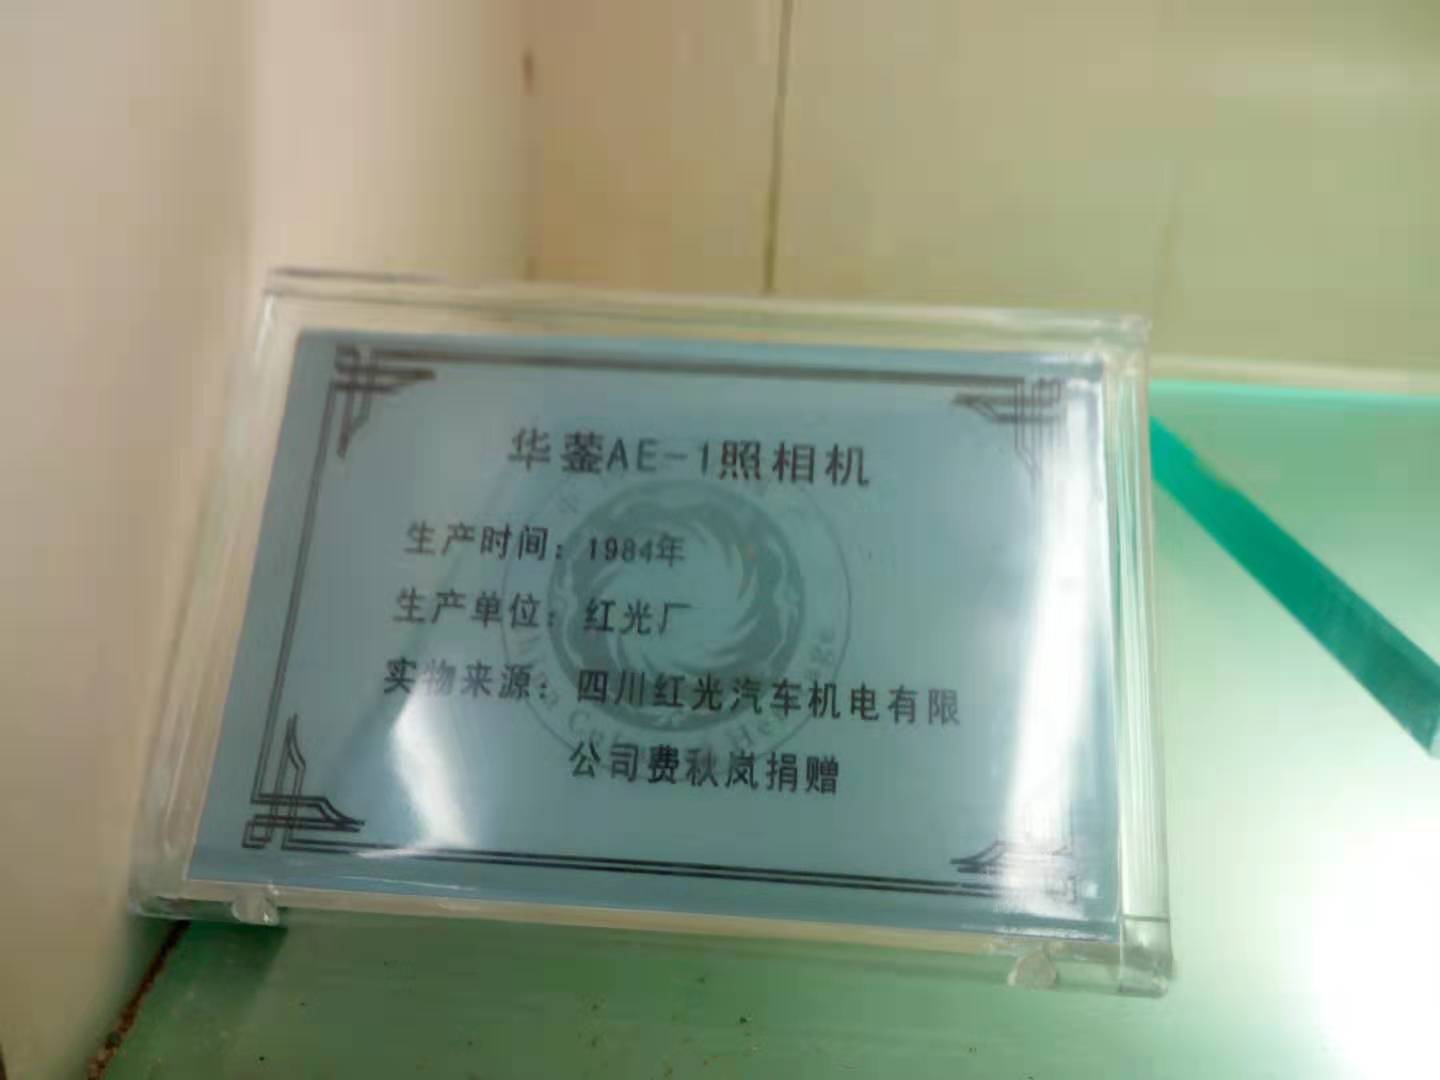 华蓥AE-1照相机
生产时间：1984年
生产单位：红光厂
实物来源：四川红光汽车机电有限
公司费秋岚捐赠